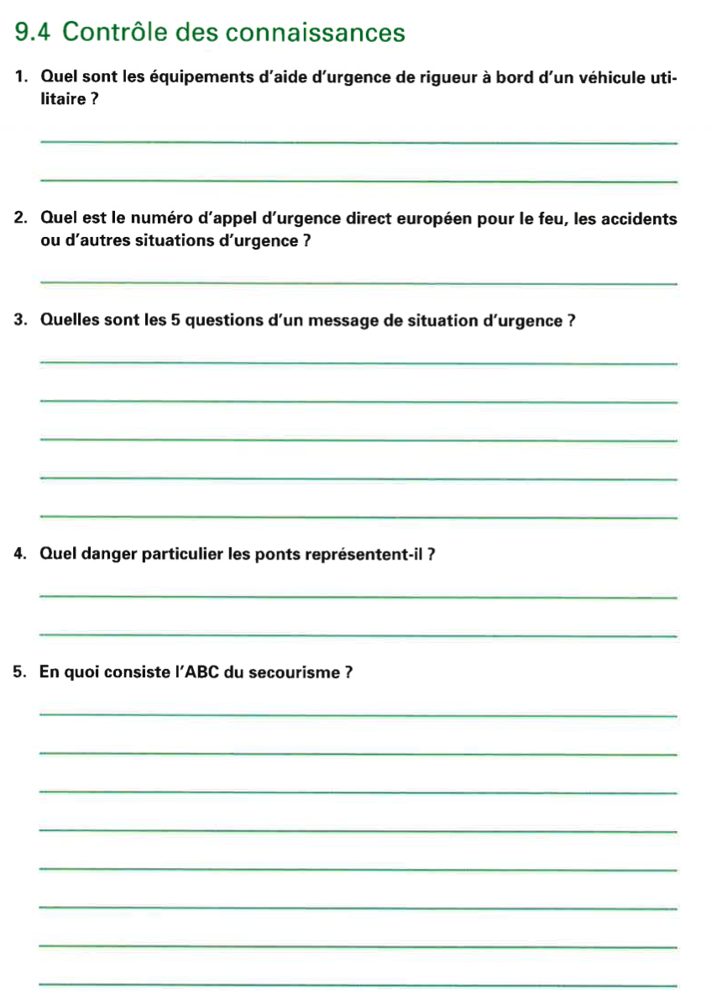 9.4 Contrôle des connaissances
1. Quel sont les équipements d'aide d'urgence de rigueur à bord d'un véhicule uti-
litaire ?
2. Quel est le numéro d'appel d'urgence direct européen pour le feu, les accidents
ou d'autres situations d'urgence ?
3. Quelles sont les 5 questions d'un message de situation d'urgence ?
4. Quel danger particulier les ponts représentent-il ?
5. En quoi consiste l'ABC du secourisme ?